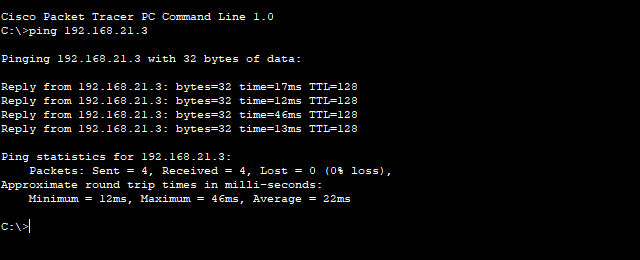 Cisco Packet Tracer PC Command Line 1.0
C:\>ping 192.168.21.3
Pinging 192.168.21.3 with 32 bytes of data:
Reply from 192.168.21.3: bytes=32 time=17ms TTL=128
Reply from 192.168.21.3: bytes=32 time=12ms TTL=128
Reply from 192.168.21.3: bytes=32 time=46ms TTL=128
Reply from 192.168.21.3: bytes=32 time=13ms TTL=128
Ping statistics for 192.168.21.3:
Packets: Sent = 4, Received = 4, Lost = 0 (0% loss),
Approximate round trip times in milli-seconds:
Minimum = 12ms, Maximum = 46ms, Average = 22ms
C:\>